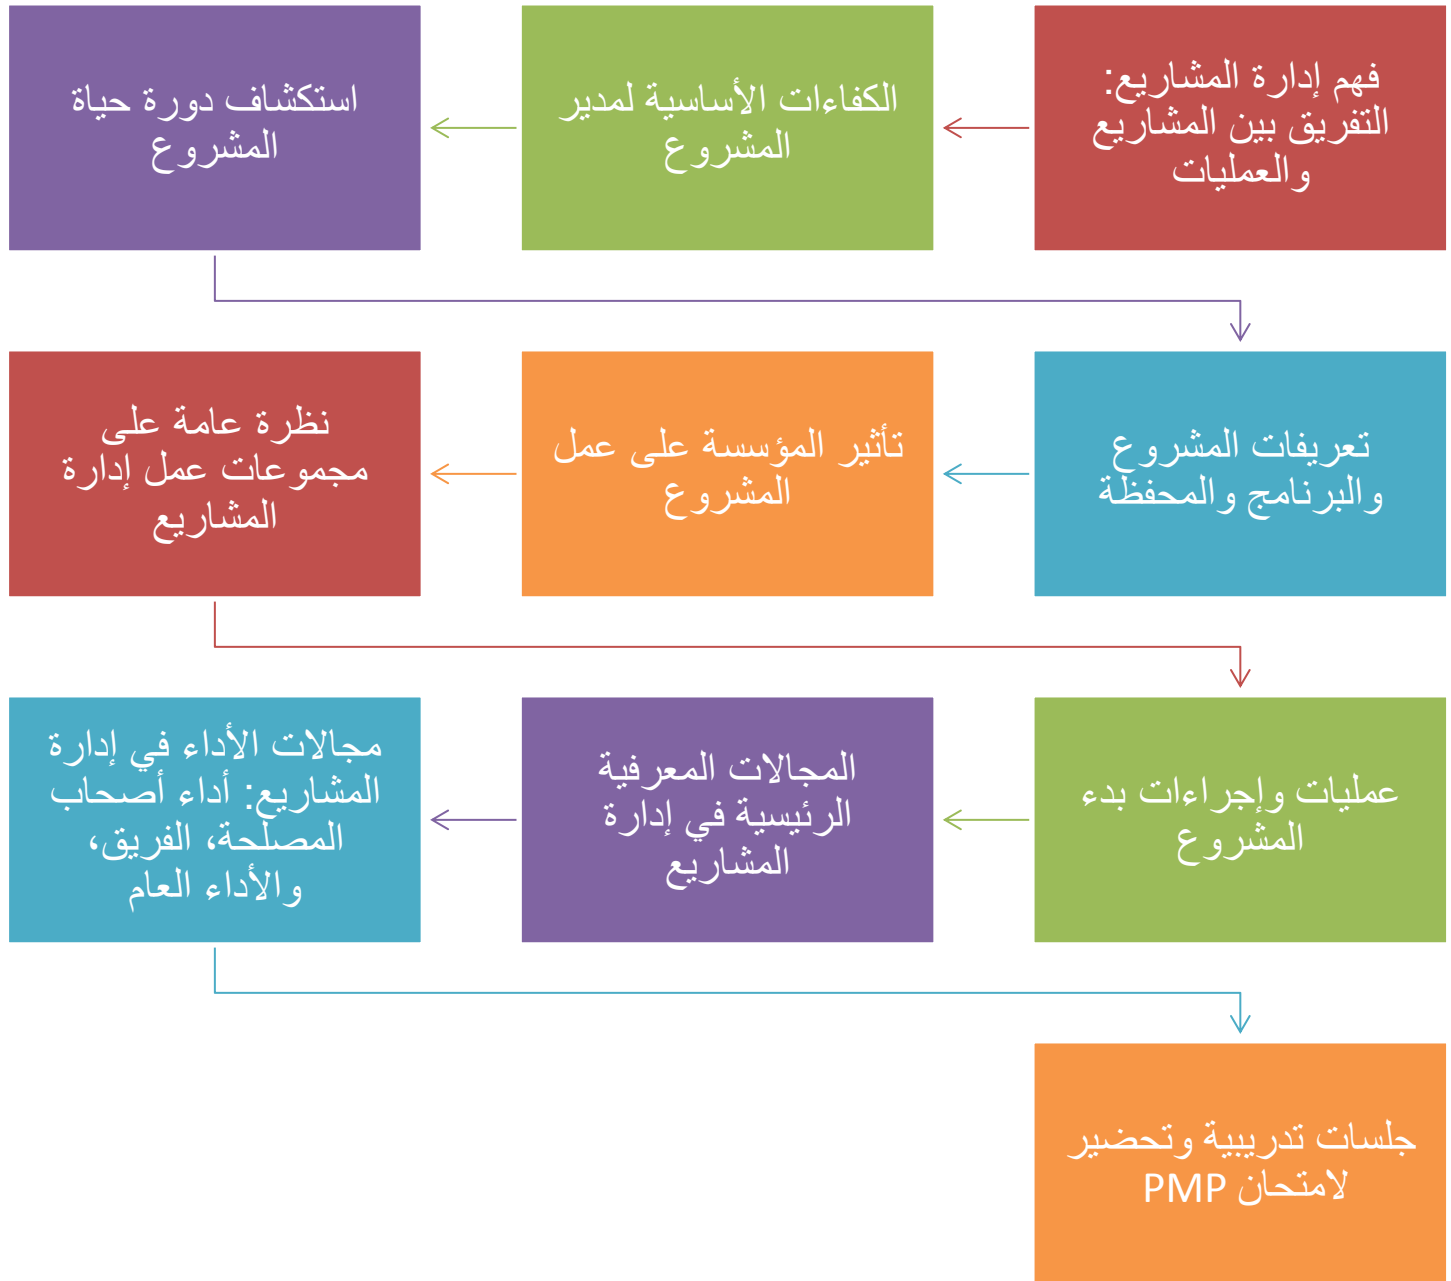 فهم إدارة المشاريع:
التفريق بين المشاريع
والعمليات
الكفاءات الأساسية لمدير
المشروع
استكشاف دورة حياة
المشروع
تعريفات المشروع
والبرنامج والمحفظة
تأثير المؤسسة على عمل
المشروع
نظرة عامة على
مجموعات عمل إدارة
المشاريع
عمليات وإجراءات بدء
المشروع
المجالات المعرفية
الرئيسية في إدارة
المشاريع
مجالات الأداء في إدارة
المشاريع: أداء أصحاب
المصلحة، الفريق،
والأداء العام
جلسات تدريبية وتحضير
لامتحان PMP